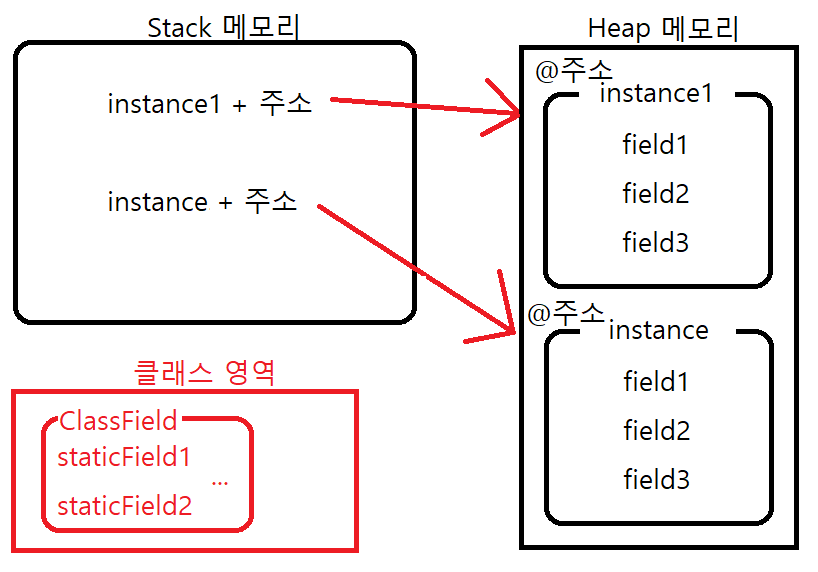 Stack 메모리
instance1 + 주소
instance + 주소
Heap 메모리
@주소
instance1
field1
field2
field3
@주소
instance
field1
field2
field3
클래스 영역
ClassField
staticField1
...
staticField2